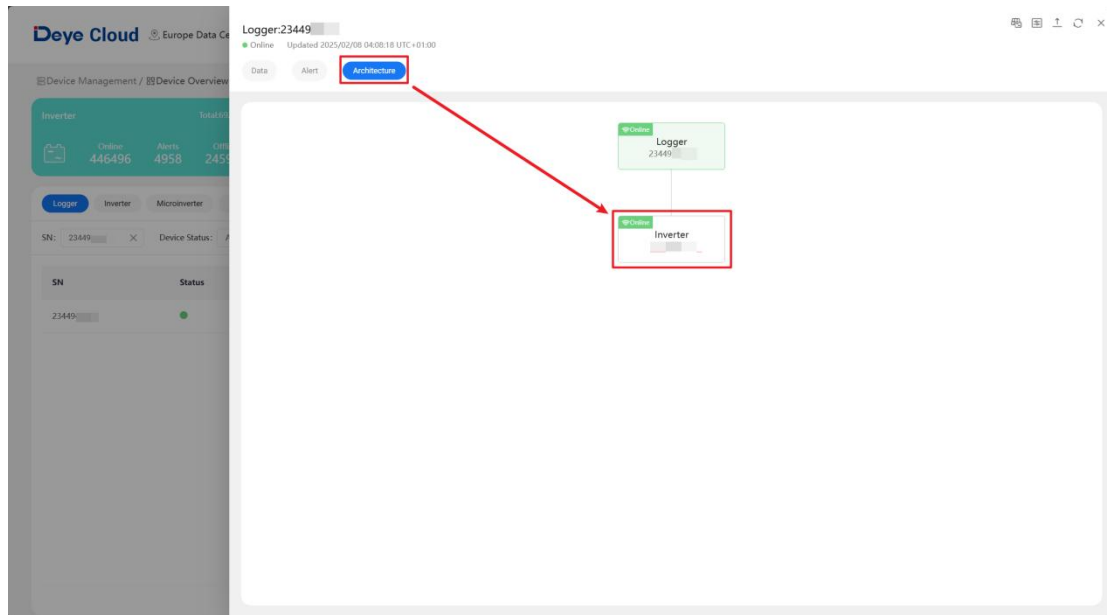 Deye Cloud Europe Data Ce
Logger:23449
Online Updated 2025/02/08 04:08:18 UTC+01:00
Data Alert Architecture
Device Management / Device Overview
Inverter
Online Alerts
446496 4958 2459
Logger Inverter Microinverter
SN: 23449 Device Status:
SN Status
23449
Online
Logger
23449
Online
Inverter